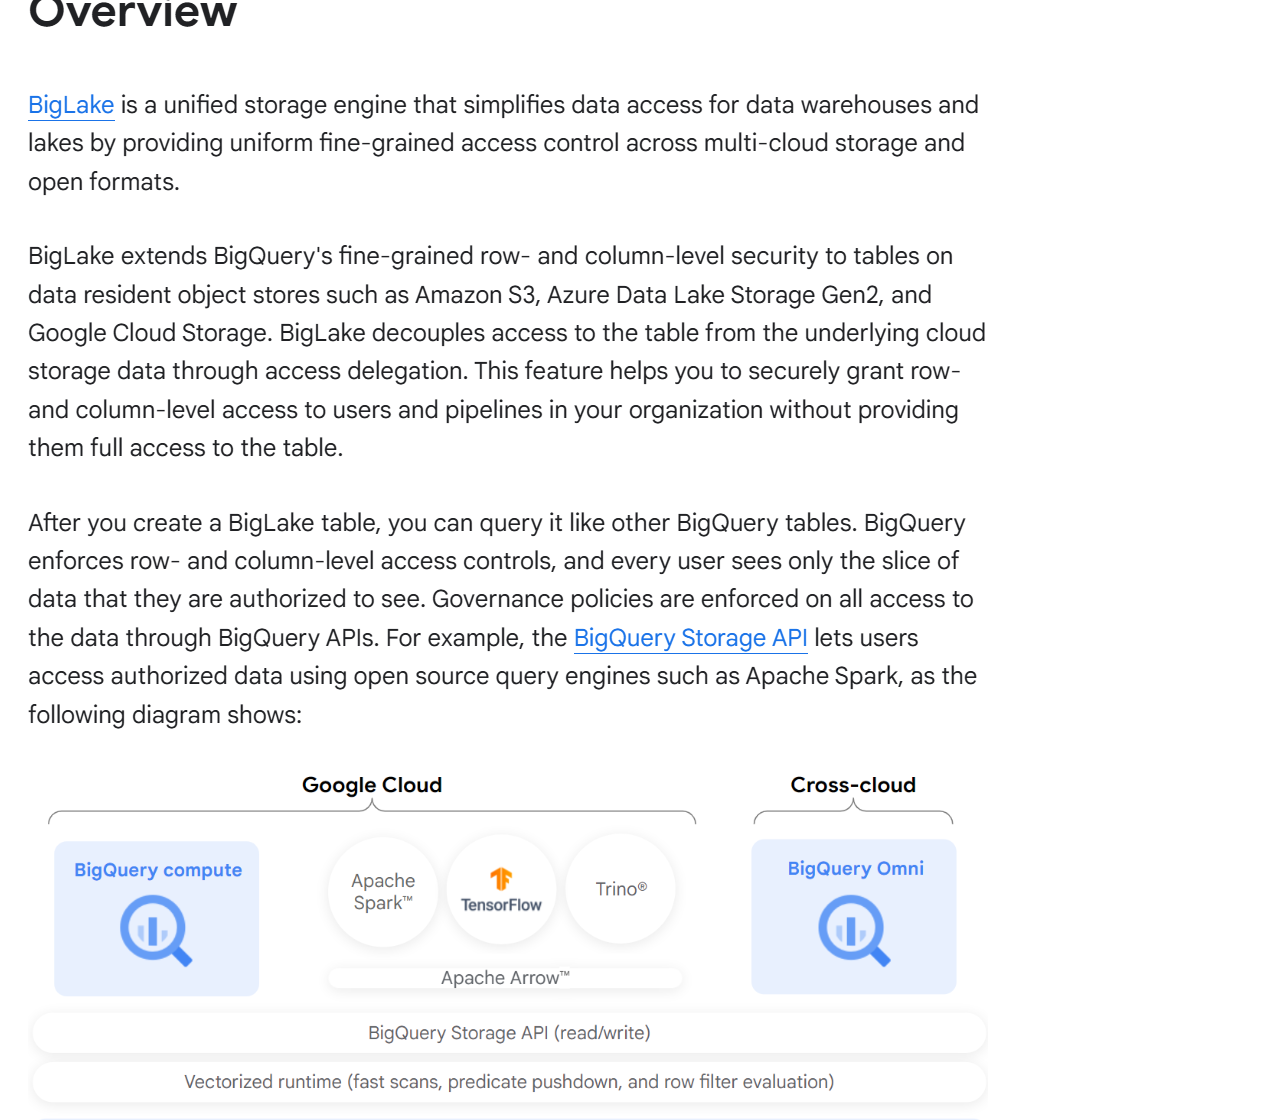 Overview
BigLake is a unified storage engine that simplifies data access for data warehouses and
lakes by providing uniform fine-grained access control across multi-cloud storage and
open formats.
BigLake extends BigQuery's fine-grained row- and column-level security to tables on
data resident object stores such as Amazon S3, Azure Data Lake Storage Gen2, and
Google Cloud Storage. BigLake decouples access to the table from the underlying cloud
storage data through access delegation. This feature helps you to securely grant row-
and column-level access to users and pipelines in your organization without providing
them full access to the table.
After you create a BigLake table, you can query it like other BigQuery tables. BigQuery
enforces row- and column-level access controls, and every user sees only the slice of
data that they are authorized to see. Governance policies are enforced on all access to
the data through BigQuery APIs. For example, the BigQuery Storage API lets users
access authorized data using open source query engines such as Apache Spark, as the
following diagram shows:
Google Cloud
Cross-cloud
BigQuery compute
Apache
Spark™
TensorFlow
Trino®
BigQuery Omni
Apache Arrow™
BigQuery Storage API (read/write)
Vectorized runtime (fast scans, predicate pushdown, and row filter evaluation)